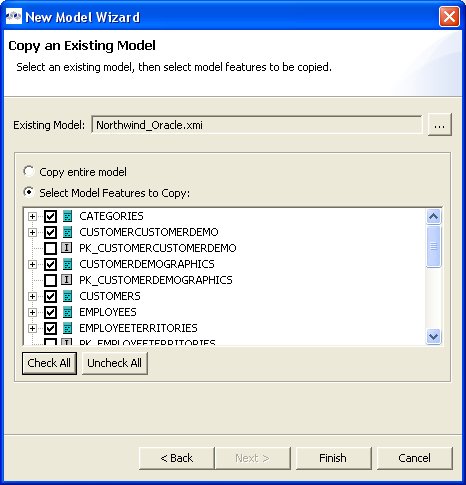 New Model Wizard
Copy an Existing Model
Select an existing model, then select model features to be copied.
Existing Model: Northwind_Oracle.xmi ...
Copy entire model
Select Model Features to Copy:
CATEGORIES
CUSTOMERCUSTOMERDEMO
PK_CUSTOMERCUSTOMERDEMO
CUSTOMERDEMOGRAPHICS
PK_CUSTOMERDEMOGRAPHICS
CUSTOMERS
EMPLOYEES
EMPLOYEETERRITORIES
PK_EMPLOYEETERRITORIES
Check All Uncheck All
< Back Next > Finish Cancel